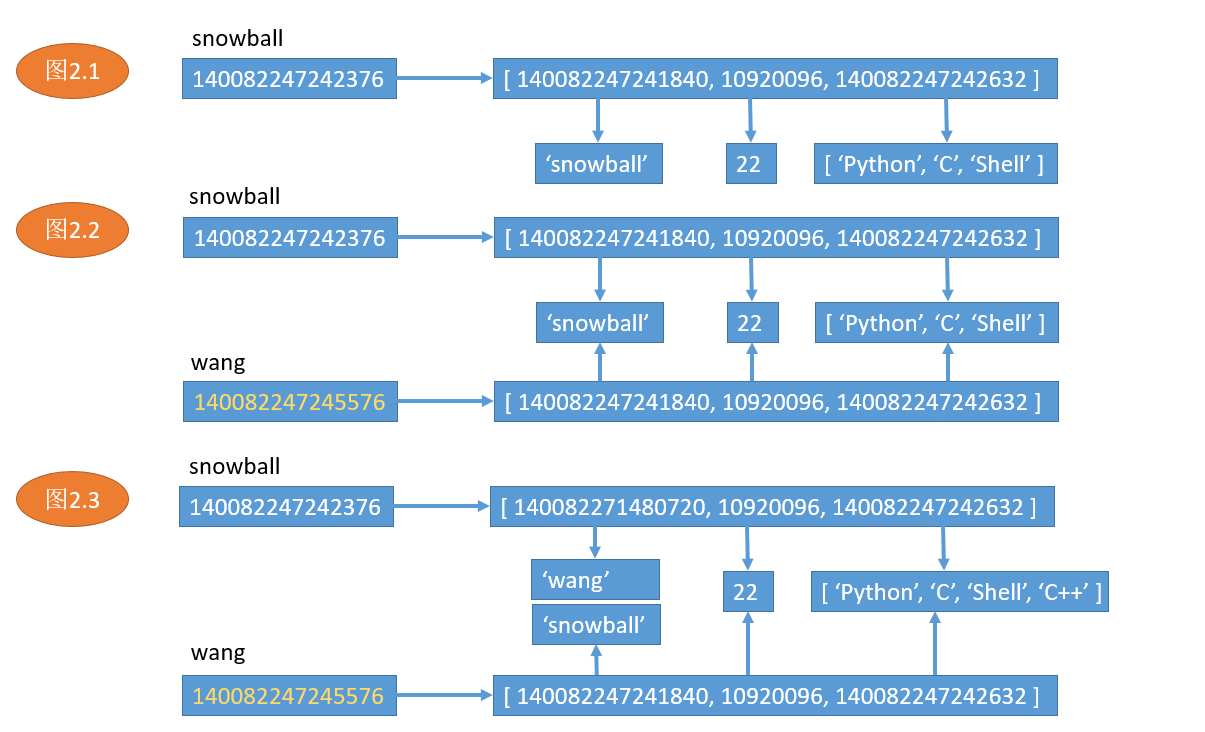 snowball
图2.1
140082247242376
[ 140082247241840, 10920096, 140082247242632 ]
‘snowball’
22
[ ‘Python’, ‘C’, ‘Shell’ ]
snowball
图2.2
140082247242376
[ 140082247241840, 10920096, 140082247242632 ]
‘snowball’
22
[ ‘Python’, ‘C’, ‘Shell’ ]
wang
140082247245576
[ 140082247241840, 10920096, 140082247242632 ]
snowball
图2.3
140082247242376
[ 140082271480720, 10920096, 140082247242632 ]
‘wang’
22
[ ‘Python’, ‘C’, ‘Shell’, ‘C++’ ]
‘snowball’
wang
140082247245576
[ 140082247241840, 10920096, 140082247242632 ]